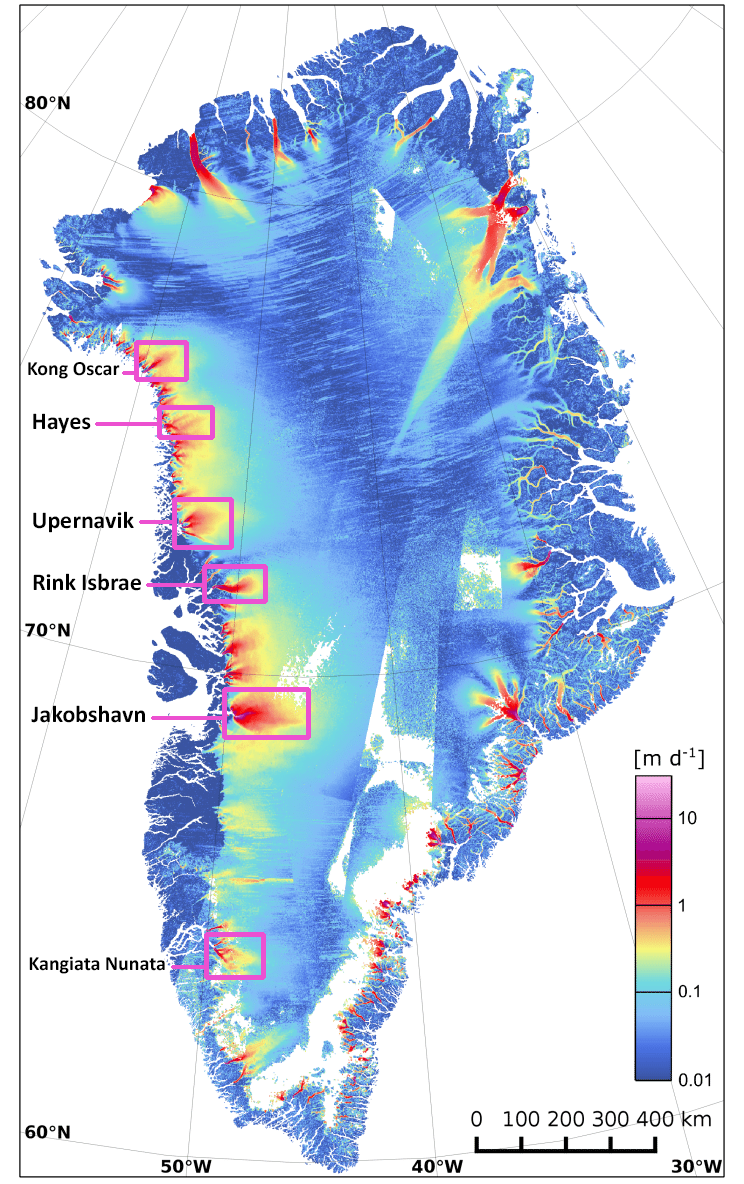 80°N
Kong Oscar
Hayes
Upernavik
Rink Isbrae
70°N
Jakobshavn
[m d⁻¹]
10
1
Kangiata Nunata
0.1
0.01
0 100 200 300 400 km
60°N
50°W 40°W 30°W